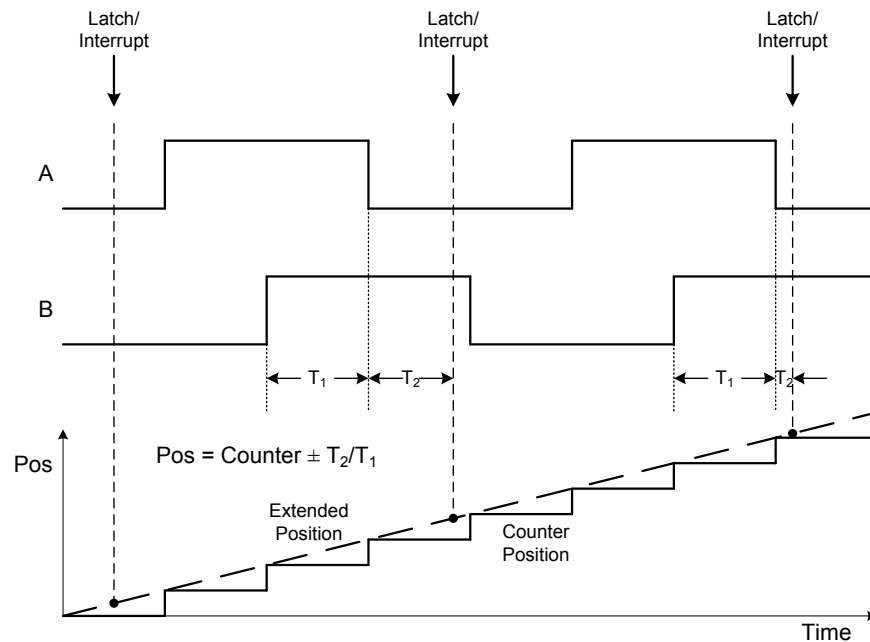 Latch/
Interrupt
Latch/
Interrupt
Latch/
Interrupt
A
B
T₁
T₂
T₁
T₂
Pos
Pos = Counter ± T₂/T₁
Extended
Position
Counter
Position
Time